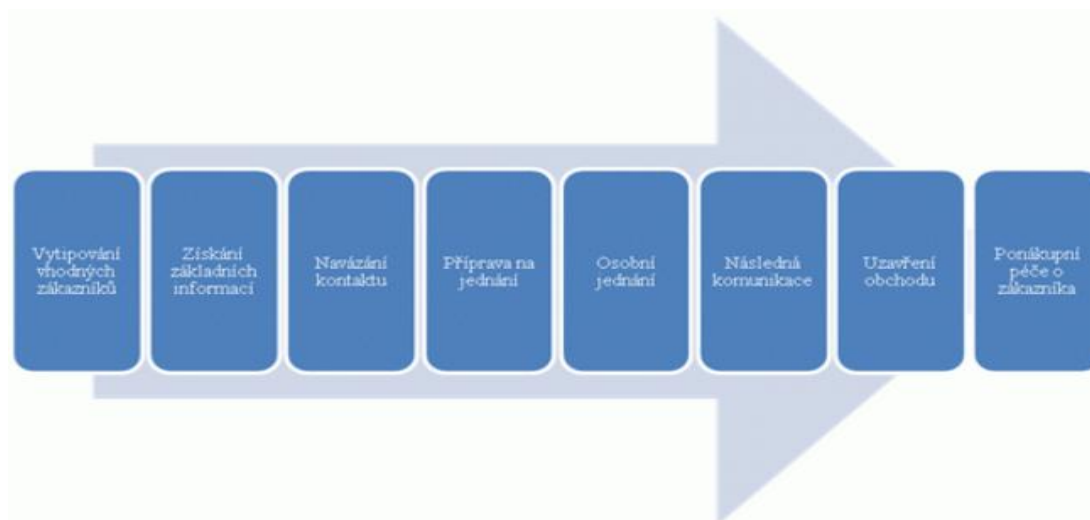 Vytipování
vhodných
zákazníků
Získání
základních
informací
Navázání
kontaktu
Příprava na
jednání
Osobní
jednání
Následná
komunikace
Uzavření
obchodu
Ponákupní
péče o
zákazníka